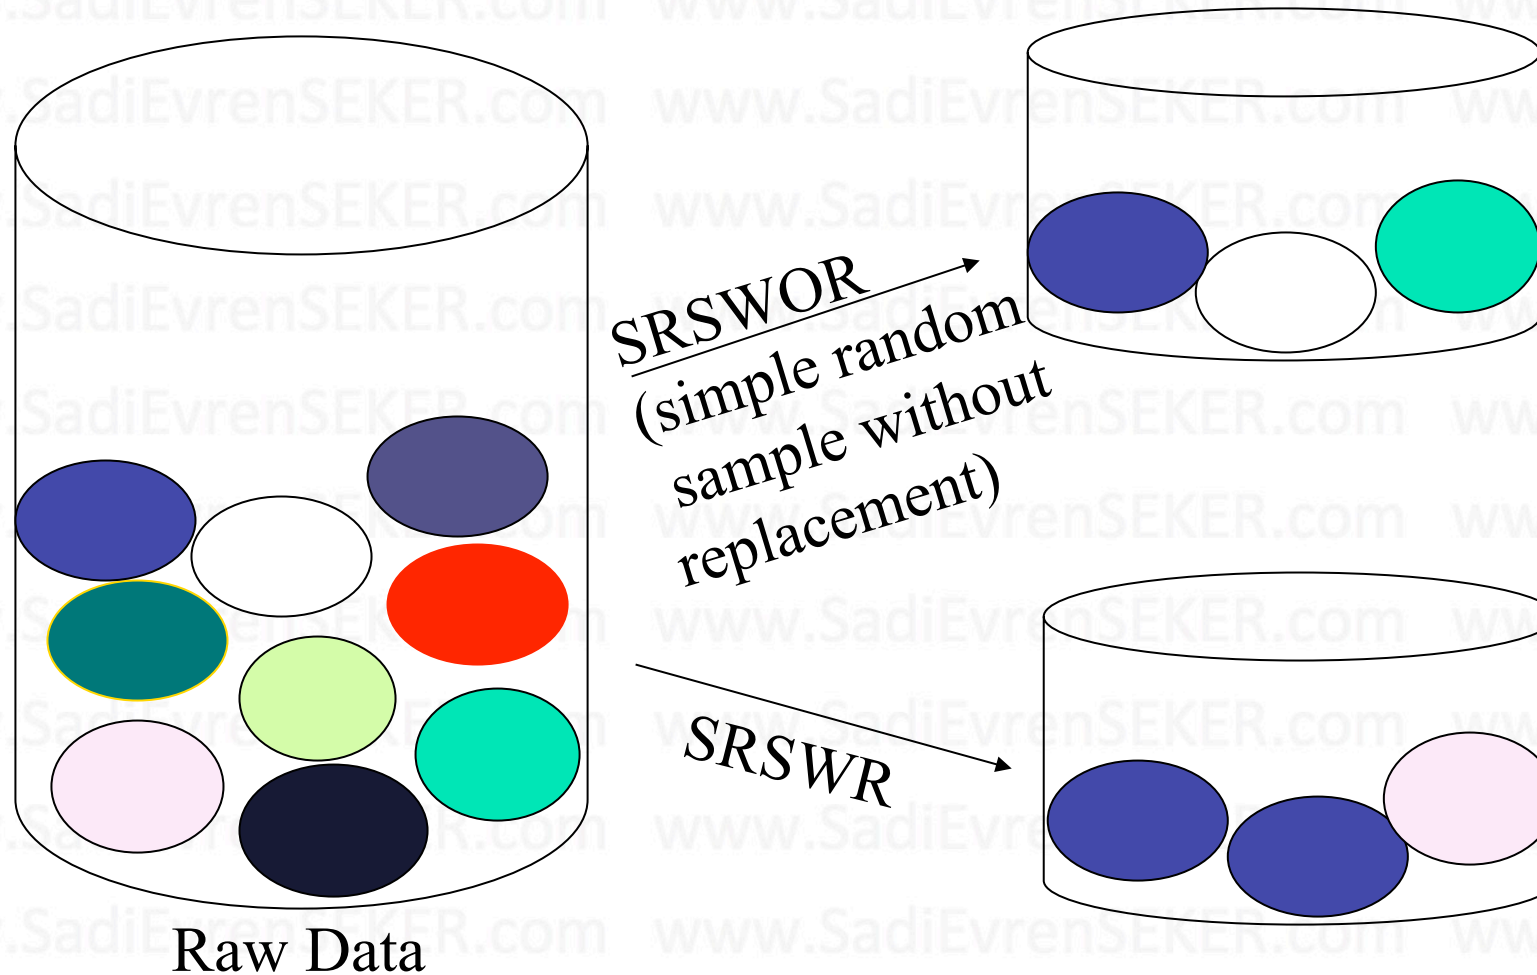 SRSWOR
(simple random
sample without
replacement)
SRSWR
Raw Data
www.SadiEvrenSEKER.com